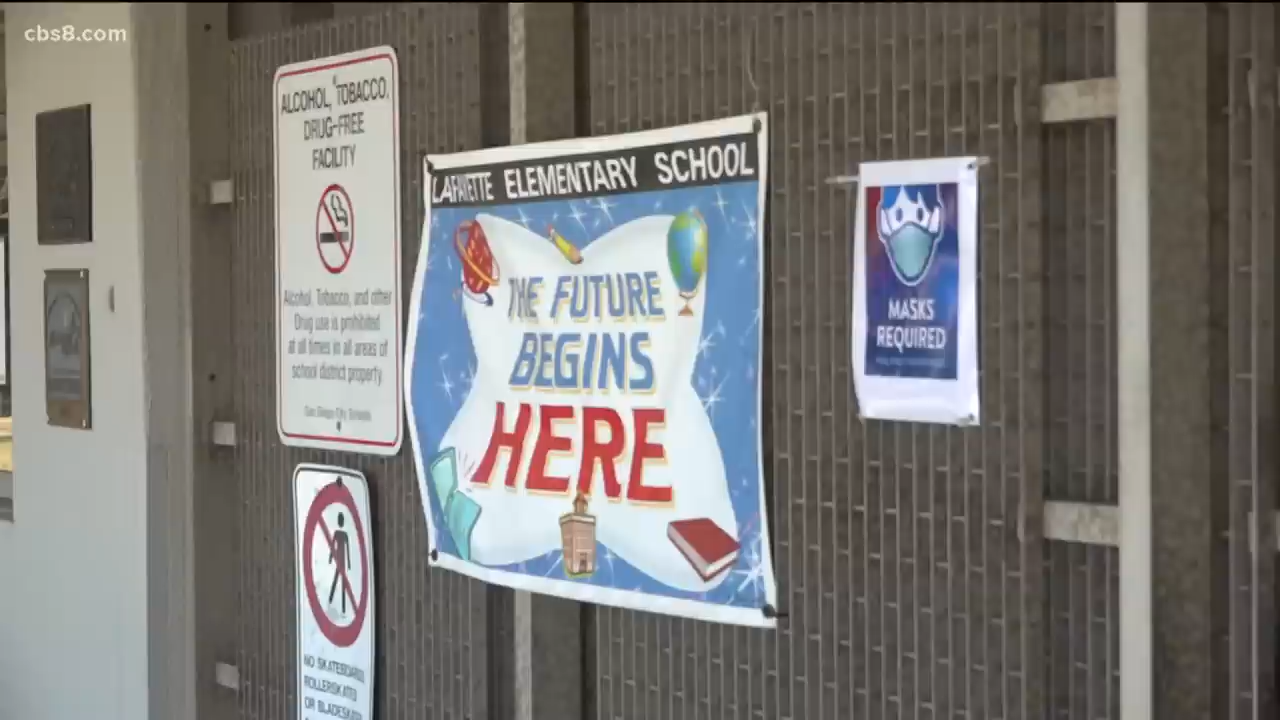 cbs8.com
ALCOHOL, TOBACCO,
DRUG-FREE
FACILITY
Alcohol, Tobacco, and other
Drug use is prohibited
at all times in all areas of
school district property
San Diego City Schools
NO SKATEBOARDS
ROLLERSKATES
OR BLADESKATES
LAFAYETTE ELEMENTARY SCHOOL
THE FUTURE
BEGINS
HERE
MASKS
REQUIRED